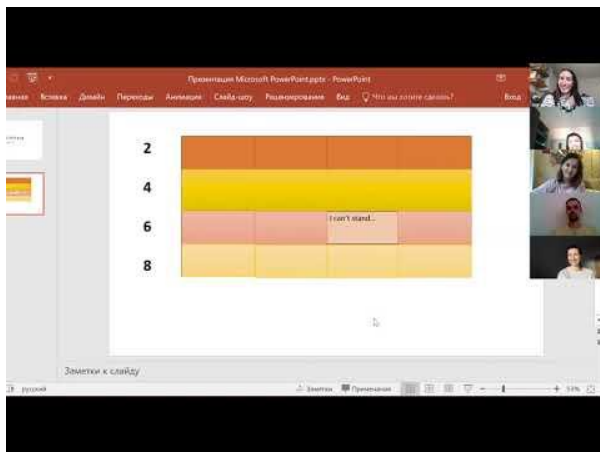 Презентация Microsoft PowerPoint.pptx - PowerPoint
Вставка Дизайн Переходы Анимация Слайд-шоу Рецензирование Вид Что вы хотите сделать? Вход
2
4
6 I can't stand...
8
Заметки к слайду
русский Заметки Примечания 53%